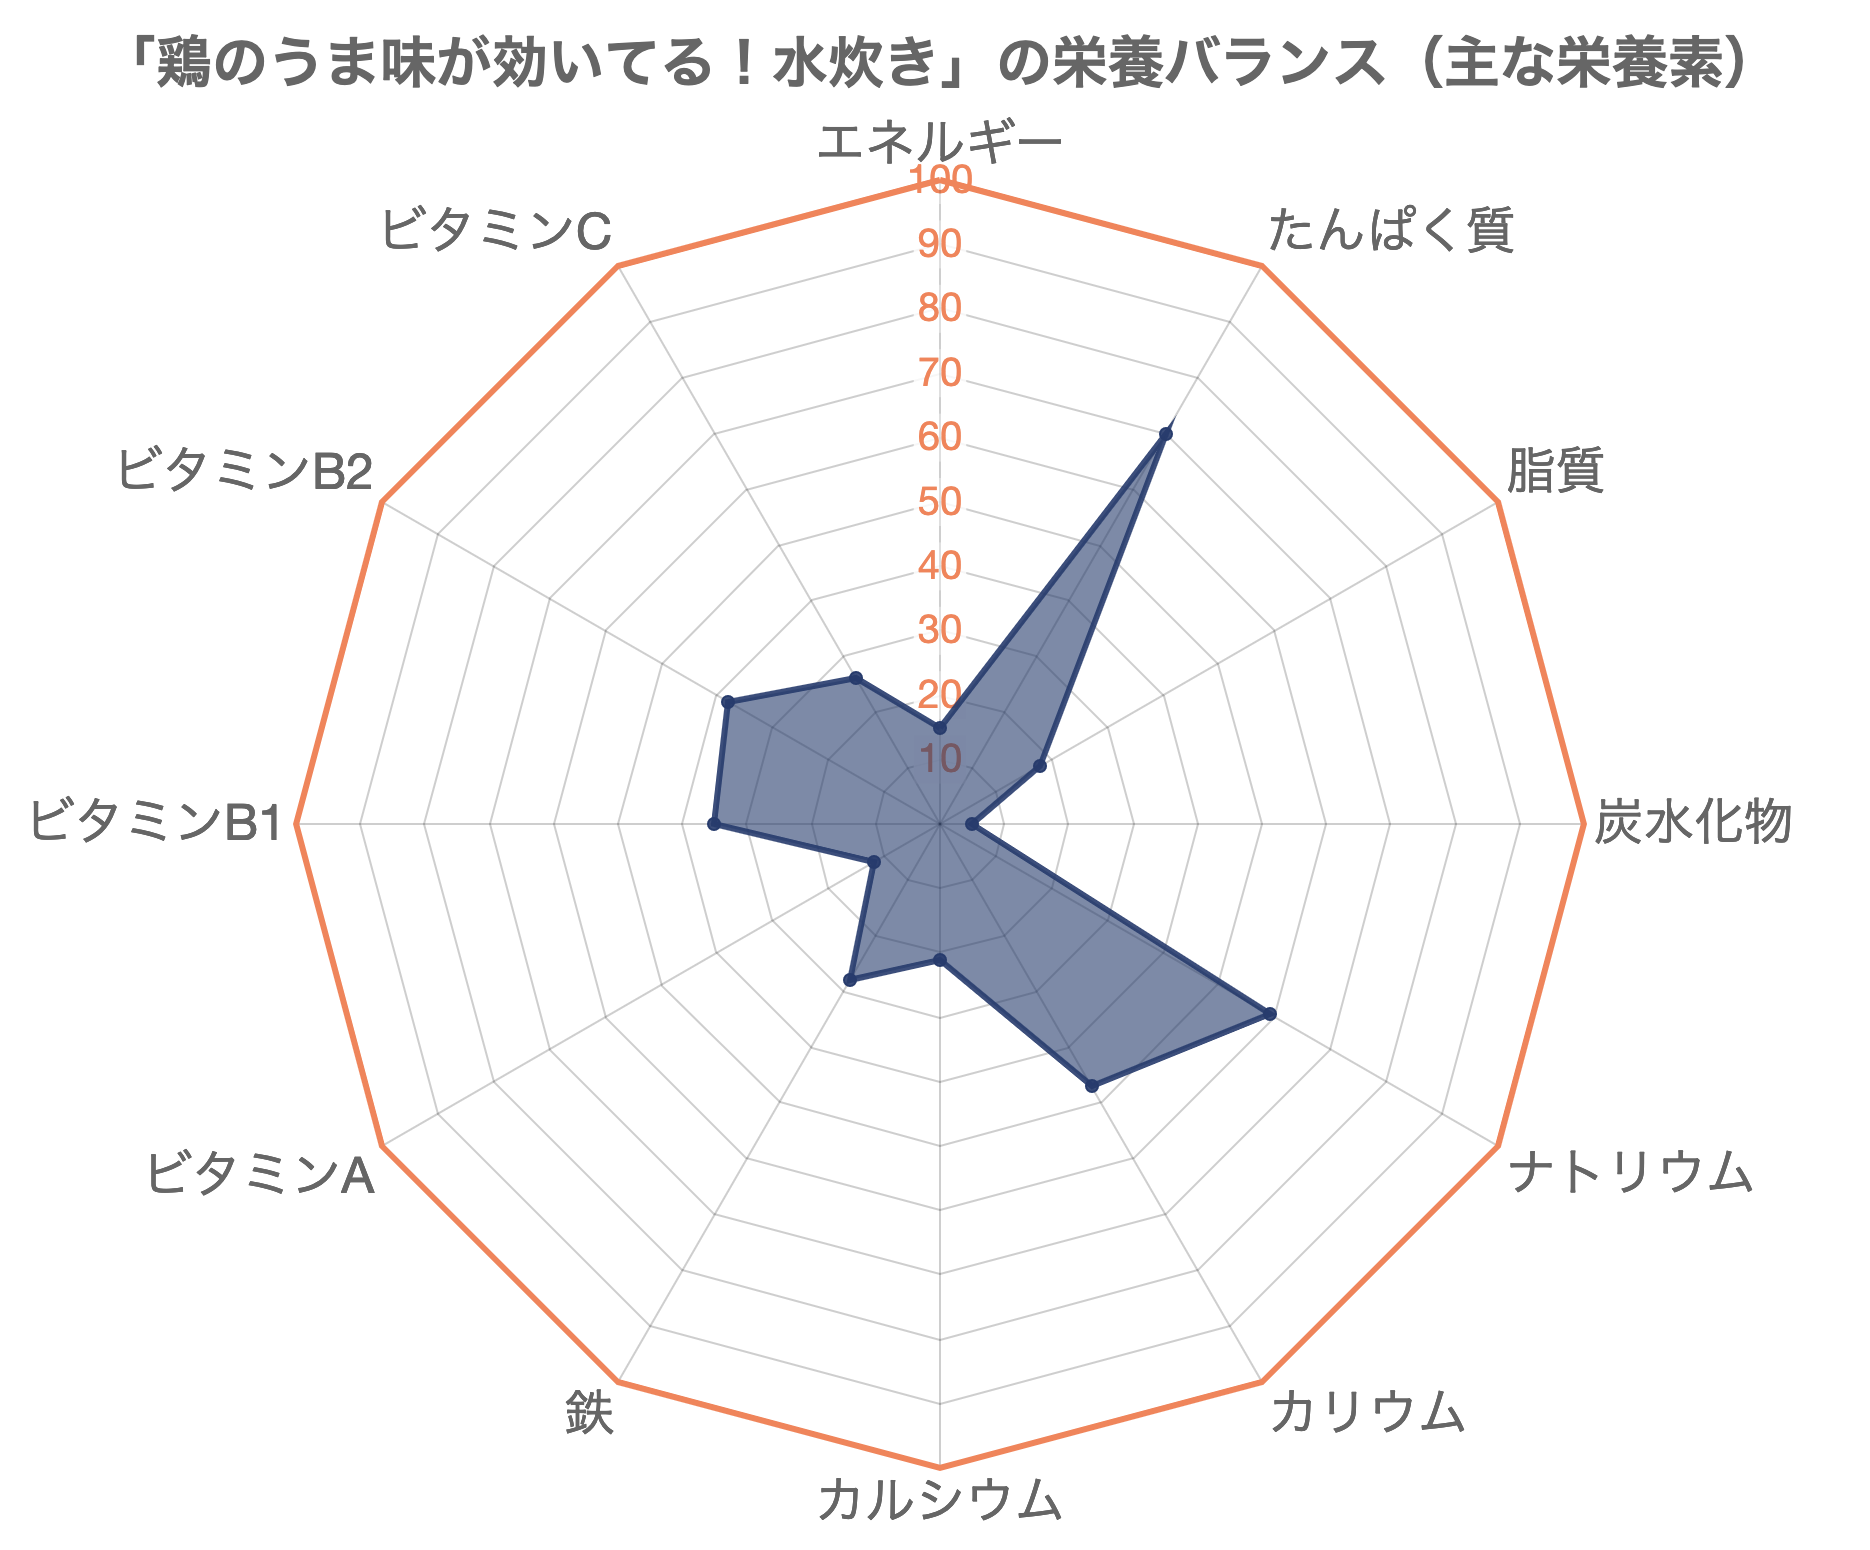 「鶏のうま味が効いてる！水炊き」の栄養バランス（主な栄養素）
エネルギー
たんぱく質
脂質
炭水化物
ナトリウム
カリウム
カルシウム
鉄
ビタミンA
ビタミンB1
ビタミンB2
ビタミンC
100
90
80
70
60
50
40
30
20
10